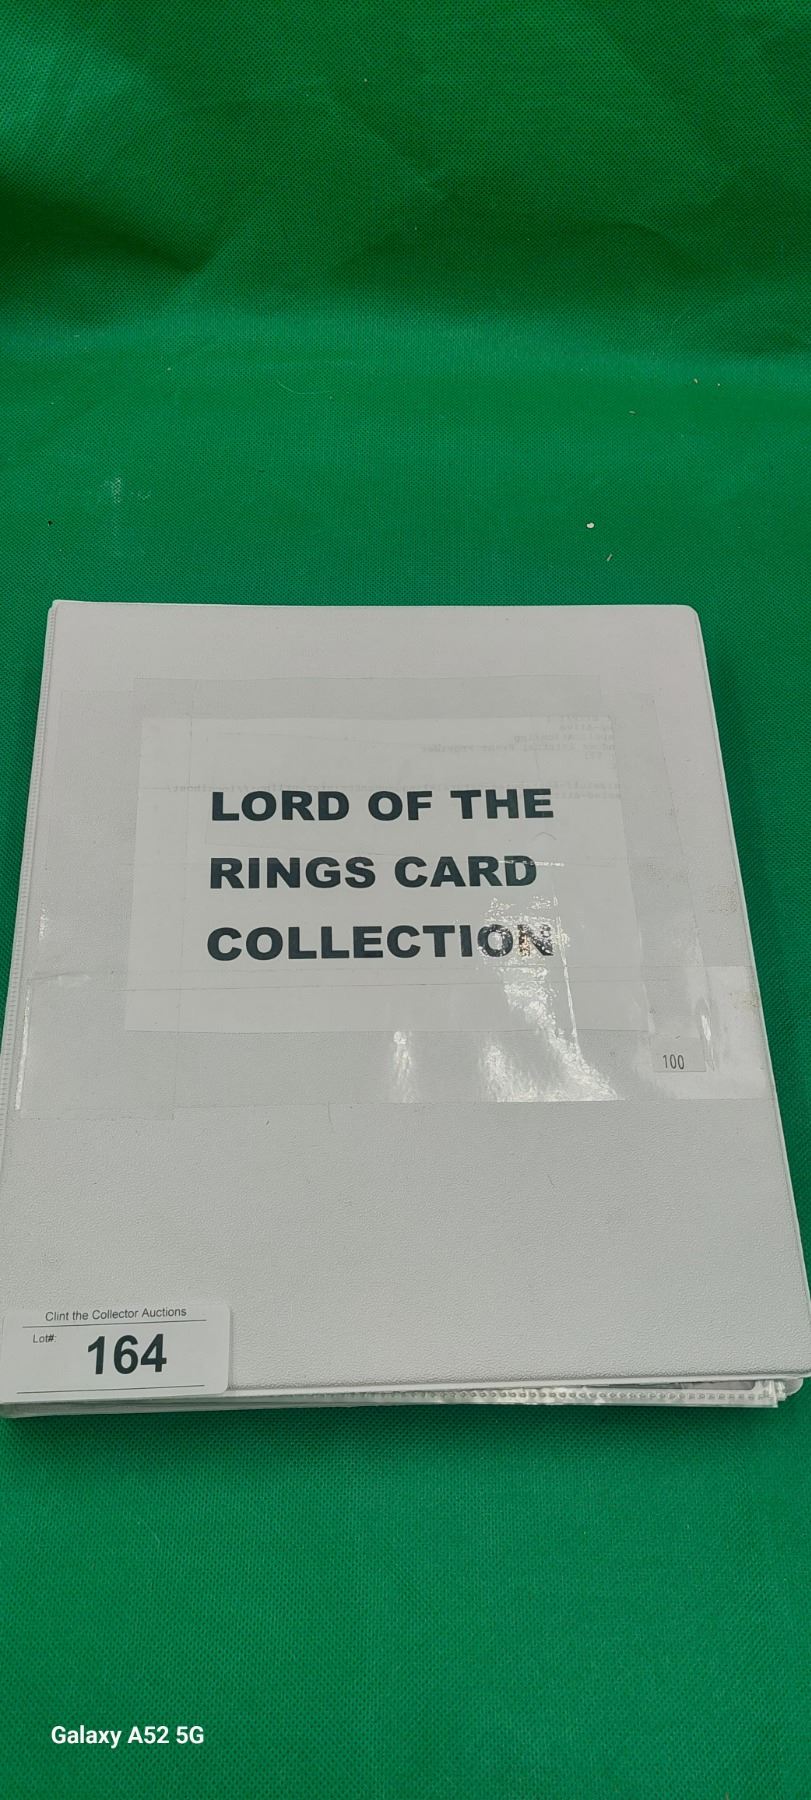 LORD OF THE
RINGS CARD
COLLECTION
100
Clint the Collector Auctions
Lot#:
164
Galaxy A52 5G